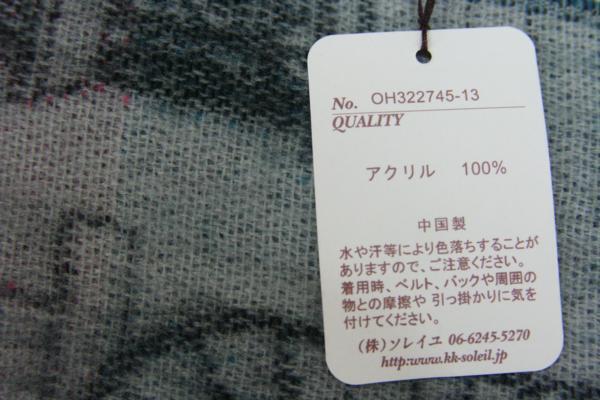 No. OH322745-13
QUALITY
アクリル 100%
中国製
水や汗等により色落ちすることが
ありますので、ご注意ください。
着用時、ベルト、バックや周囲の
物との摩擦や 引っ掛かりに気を
付けてください。
(株)ソレイユ 06-6245-5270
http:www.kk-soleil.jp